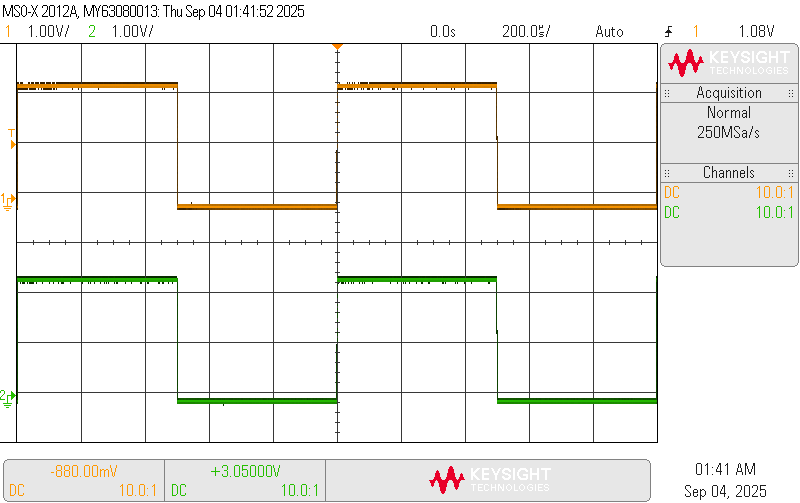 MSO-X 2012A, MY63080013: Thu Sep 04 01:41:52 2025
1 1.00V/ 2 1.00V/ 0.0s 200.0µs/ Auto 1 1.08V
KEYSIGHT
TECHNOLOGIES
Acquisition
Normal
250MSa/s
Channels
DC 10.0:1
DC 10.0:1
T
1
2
-880.00mV
DC 10.0:1
+3.05000V
DC 10.0:1
KEYSIGHT
TECHNOLOGIES
01:41 AM
Sep 04, 2025